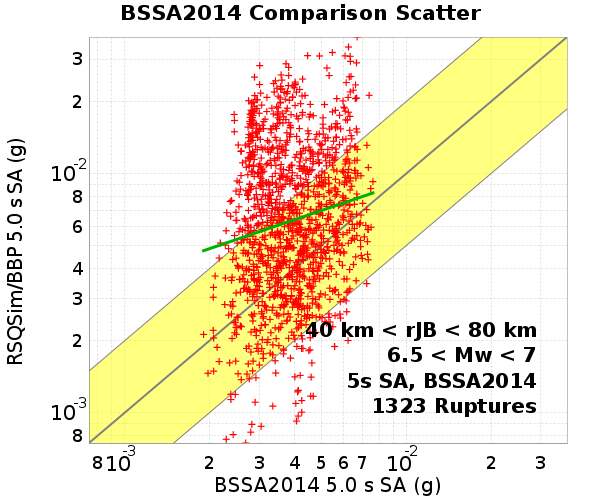 BSSA2014 Comparison Scatter
RSQSim/BBP 5.0 s SA (g)
3
2
10^-2
8
6
4
3
2
10^-3
8
40 km < rJB < 80 km
6.5 < Mw < 7
5s SA, BSSA2014
1323 Ruptures
8 10^-3 2 3 4 5 6 7 10^-2 2 3
BSSA2014 5.0 s SA (g)